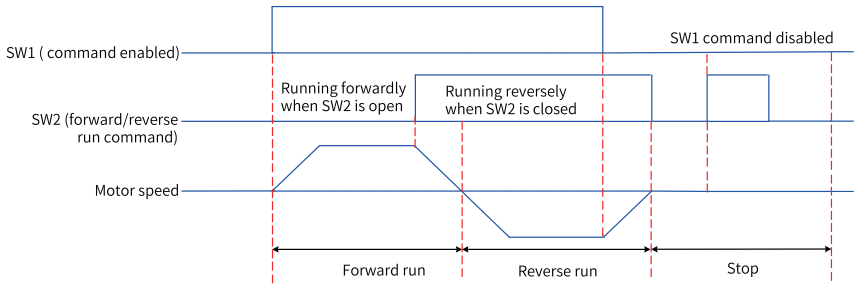 SW1 command disabled
SW1 ( command enabled)
Running forwardly
when SW2 is open
Running reversely
when SW2 is closed
SW2 (forward/reverse
run command)
Motor speed
Forward run
Reverse run
Stop